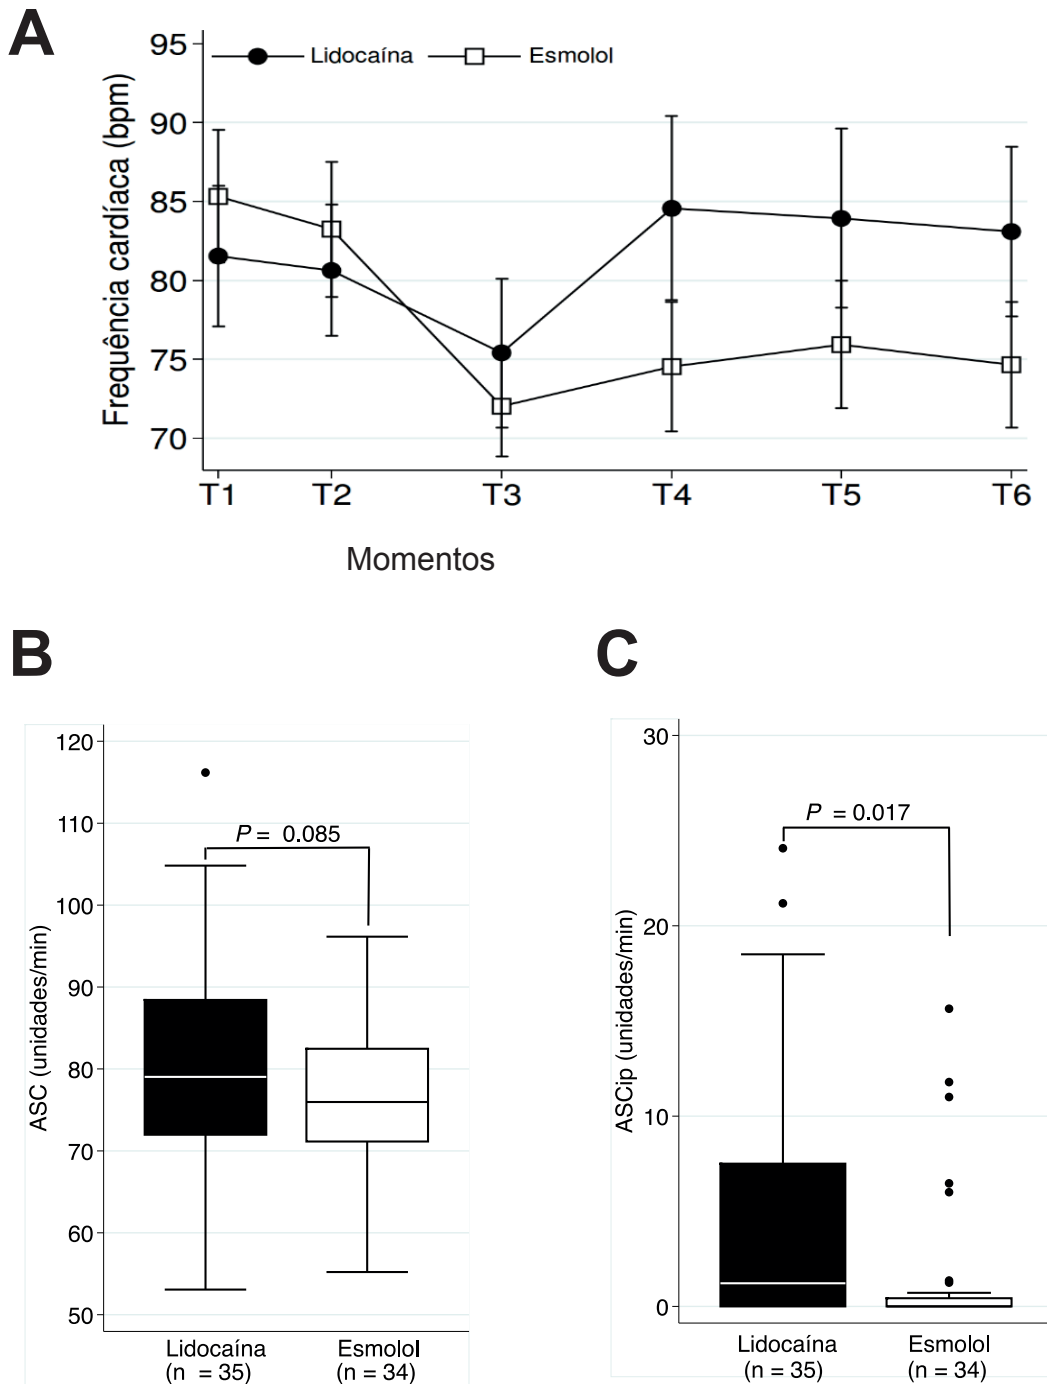 A
Frequência cardíaca (bpm)
95
90
85
80
75
70
Lidocaína
Esmolol
T1 T2 T3 T4 T5 T6
Momentos
B
ASC (unidades/min)
120
110
100
90
80
70
60
50
P = 0.085
Lidocaína Esmolol
(n = 35) (n = 34)
C
ASCip (unidades/min)
30
20
10
0
P = 0.017
Lidocaína Esmolol
(n = 35) (n = 34)